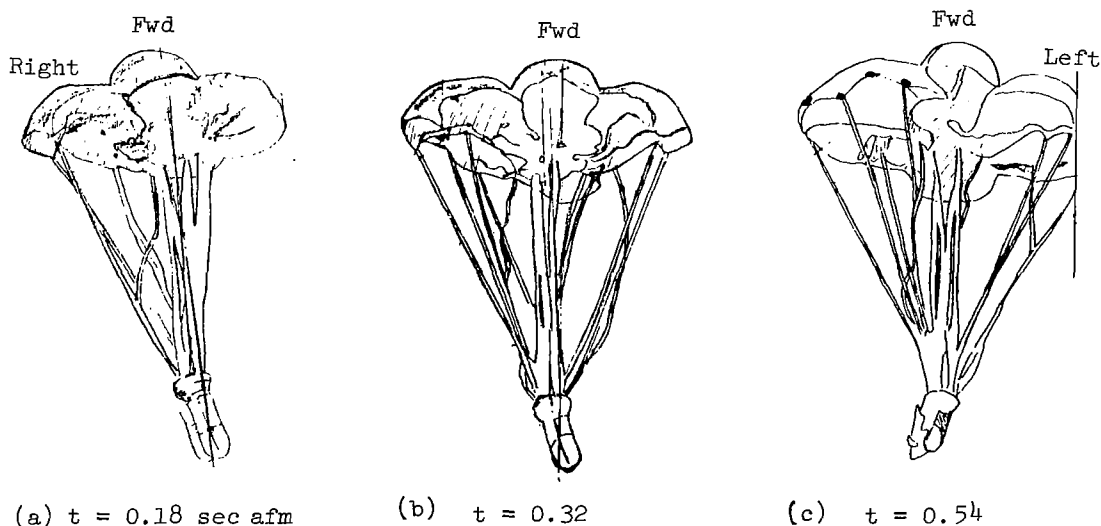 Fwd
Right
Fwd
Fwd
Left
(a) t = 0.18 sec afm
(b) t = 0.32
(c) t = 0.54